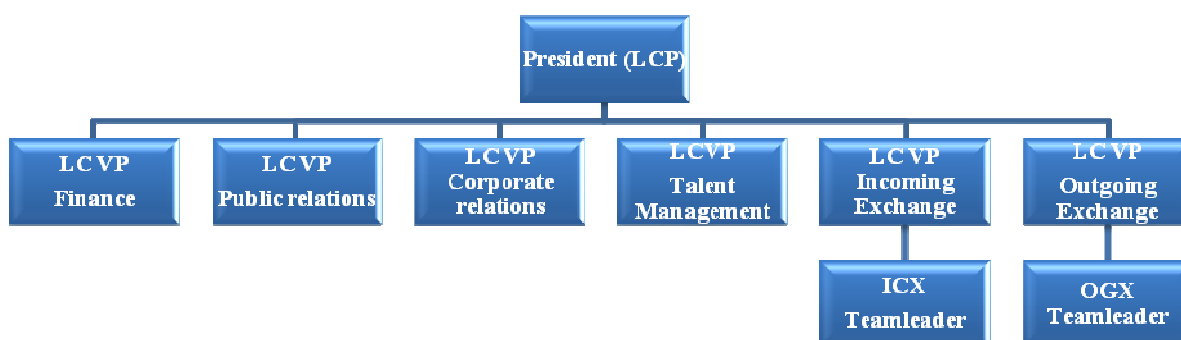 President (LCP)
LCVP
Finance
LCVP
Public relations
LCVP
Corporate
relations
LCVP
Talent
Management
LCVP
Incoming
Exchange
LCVP
Outgoing
Exchange
ICX
Teamleader
OGX
Teamleader